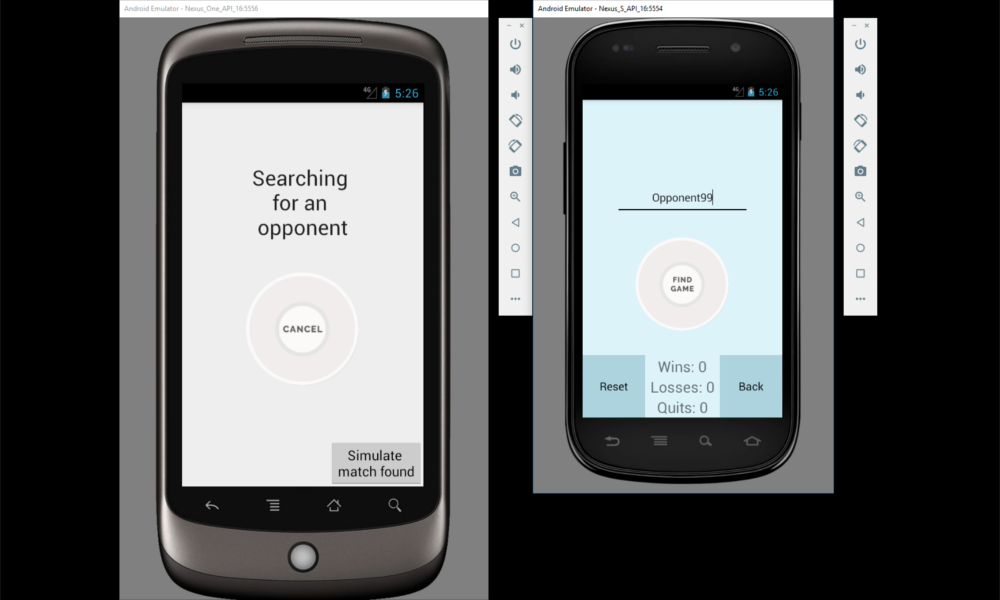 Android Emulator - Nexus_One_API_16:5556
4G 5:26
Searching
for an
opponent
CANCEL
Simulate
match found
Android Emulator - Nexus_S_API_16:5554
4G 5:26
Opponent99
FIND
GAME
Reset
Wins: 0
Losses: 0
Quits: 0
Back